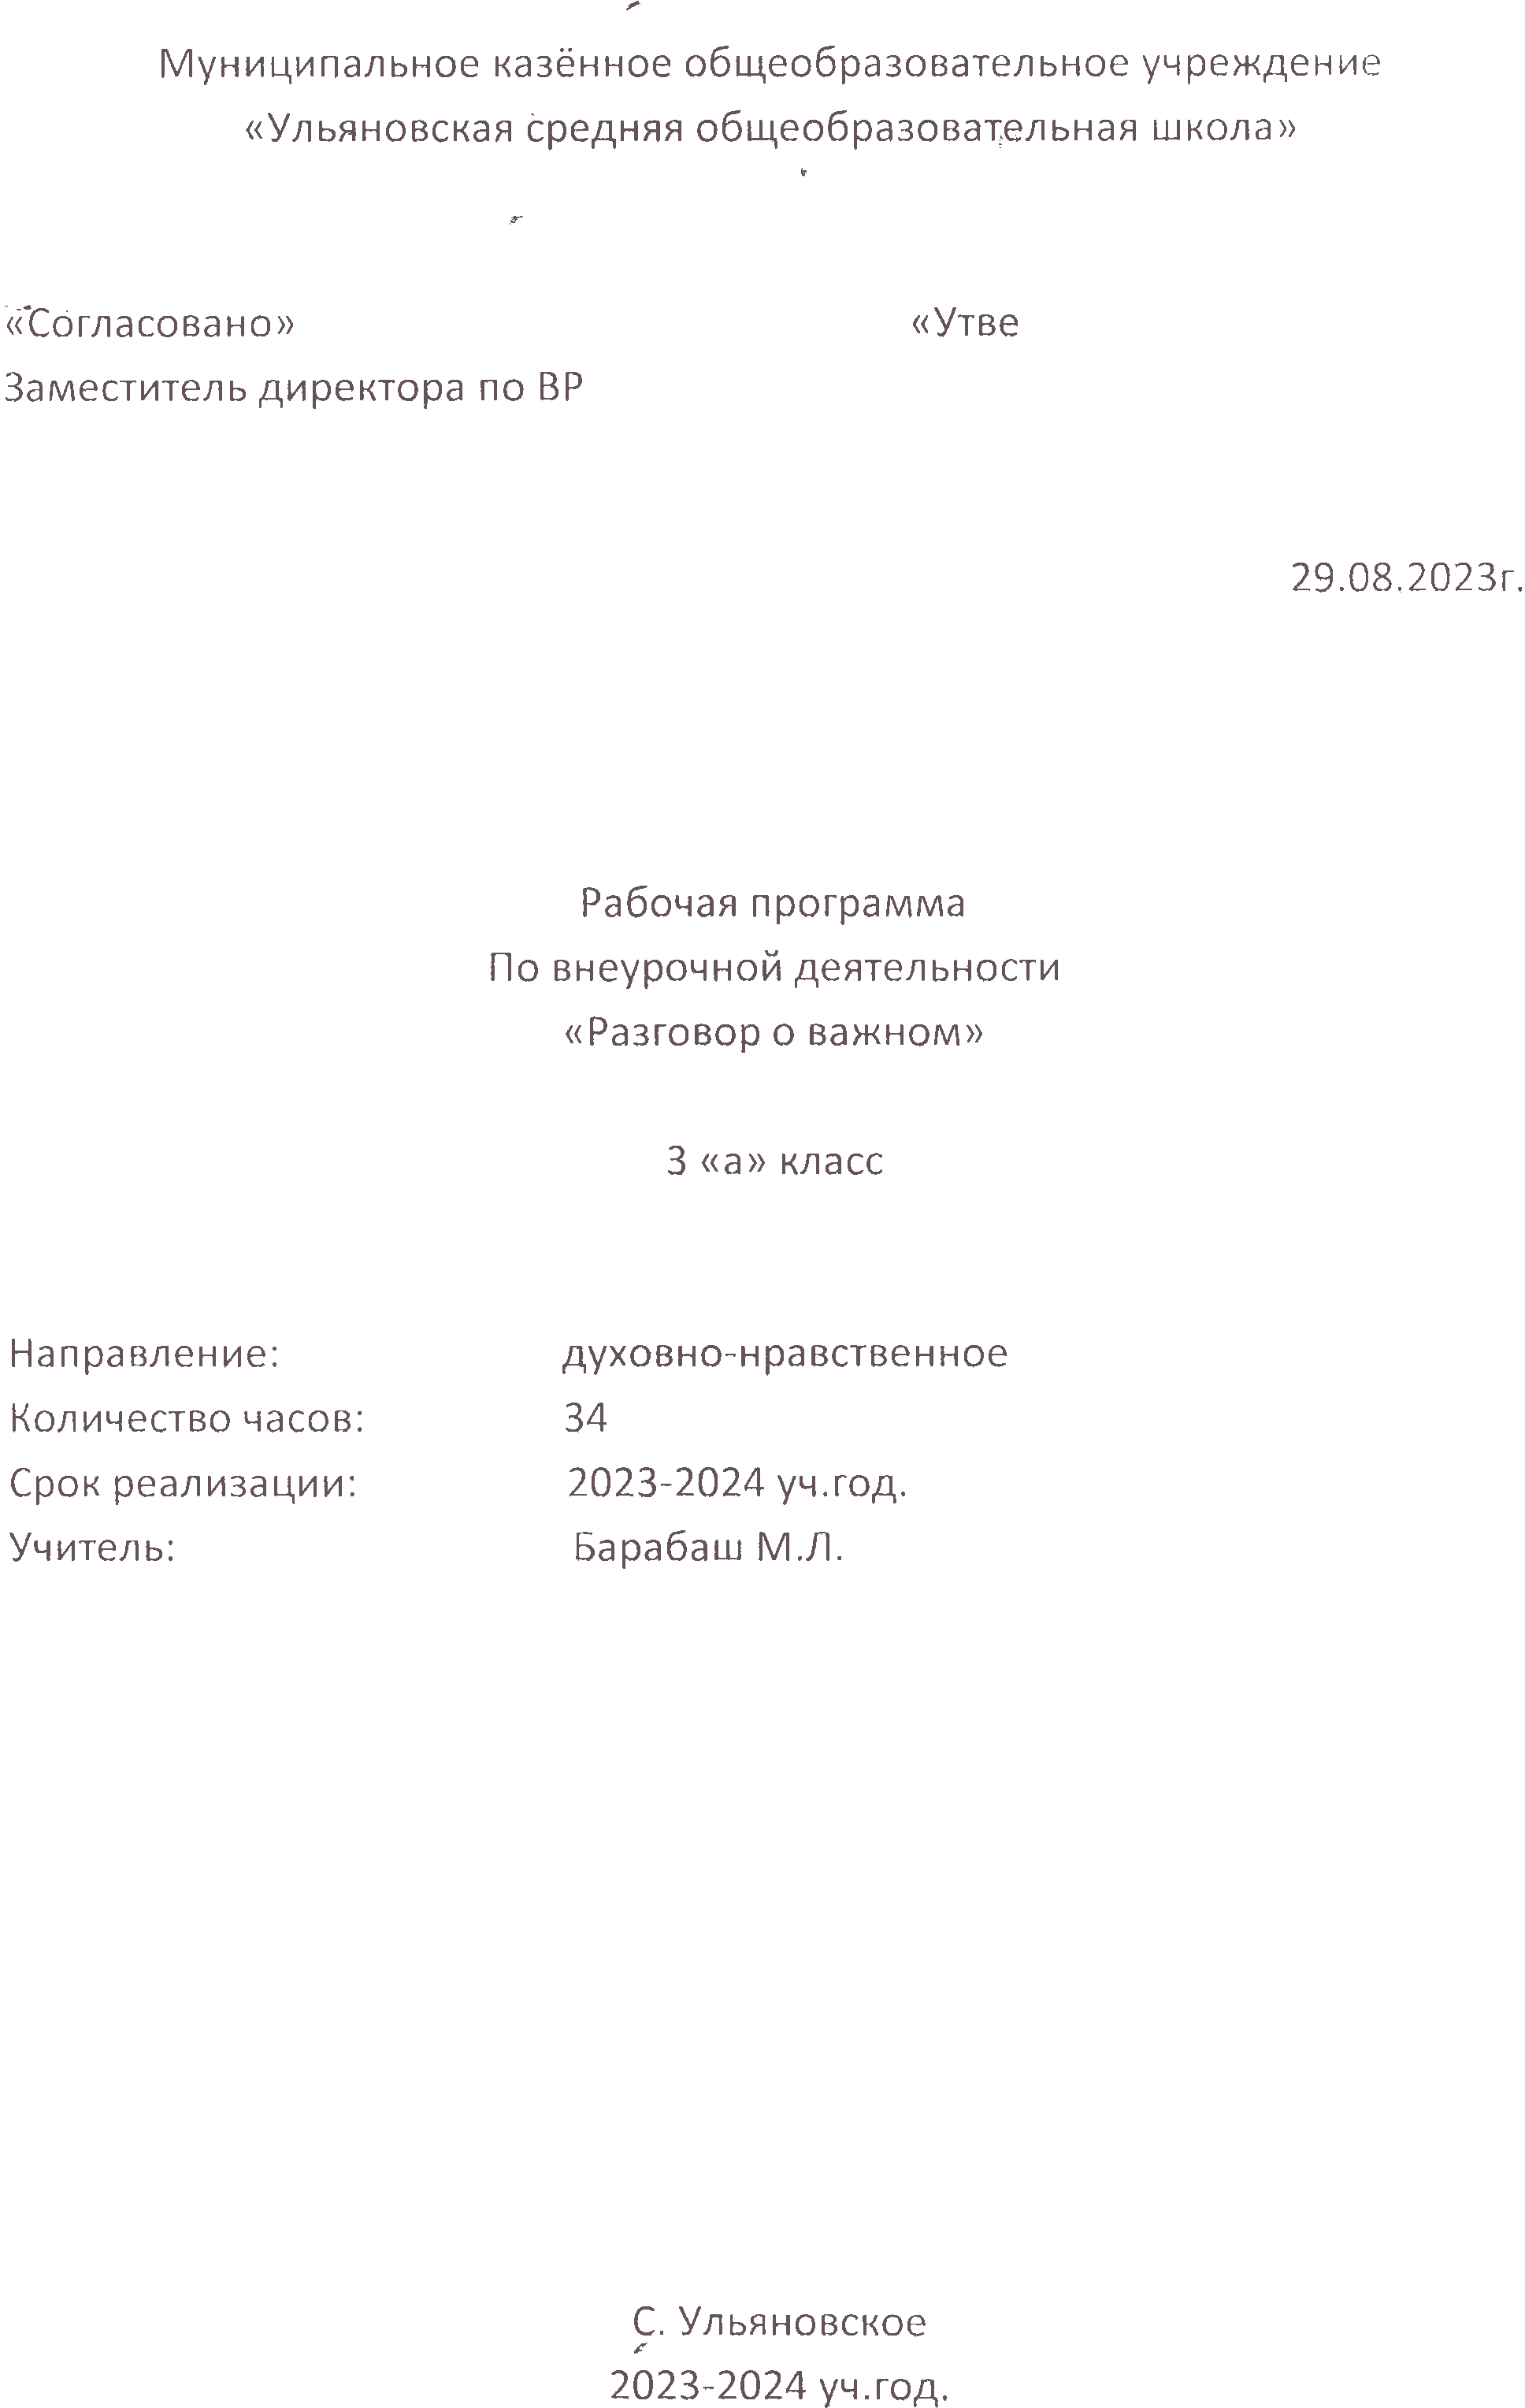 Муниципальное казённое общеобразовательное учреждение
«Ульяновская средняя общеобразовательная школа»
«Согласовано» «Утве
Заместитель директора по ВР
29.08.2023г.
Рабочая программа
По внеурочной деятельности
«Разговор о важном»
3 «а» класс
Направление: духовно-нравственное
Количество часов: 34
Срок реализации: 2023-2024 уч.год.
Учитель: Барабаш М.Л.
С. Ульяновское
2023-2024 уч.год.